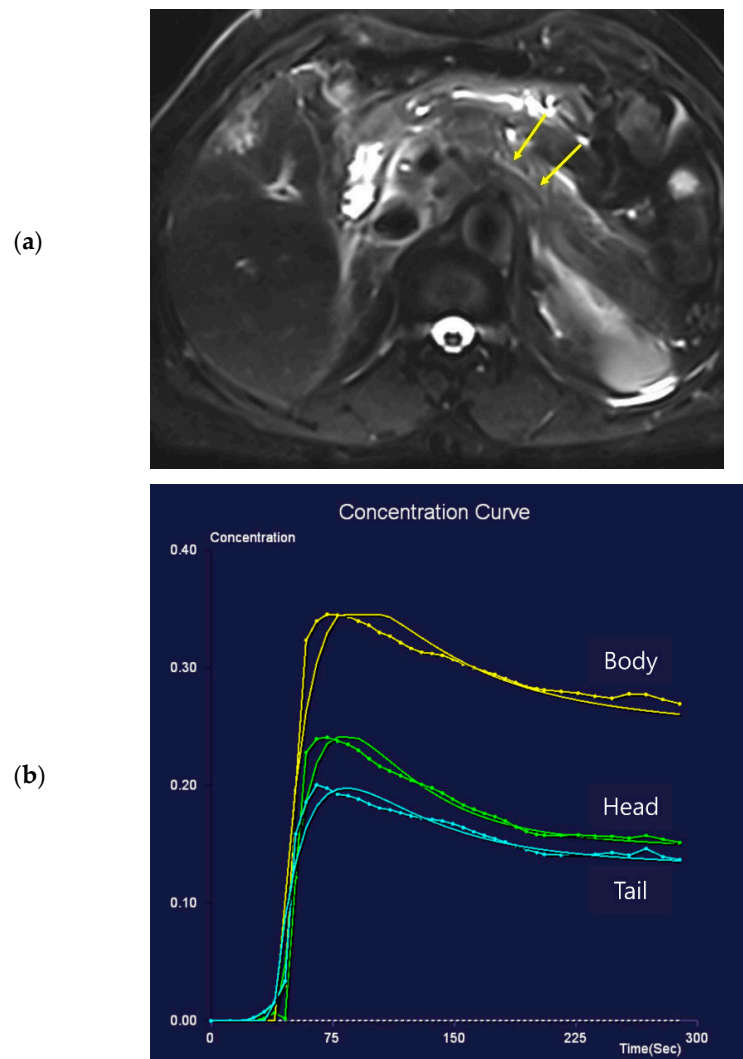 (a)
Concentration Curve
Concentration
0.40
0.30
Body
0.20
Head
Tail
0.10
(b)
0.00
0
75
150
225
300
Time(Sec)